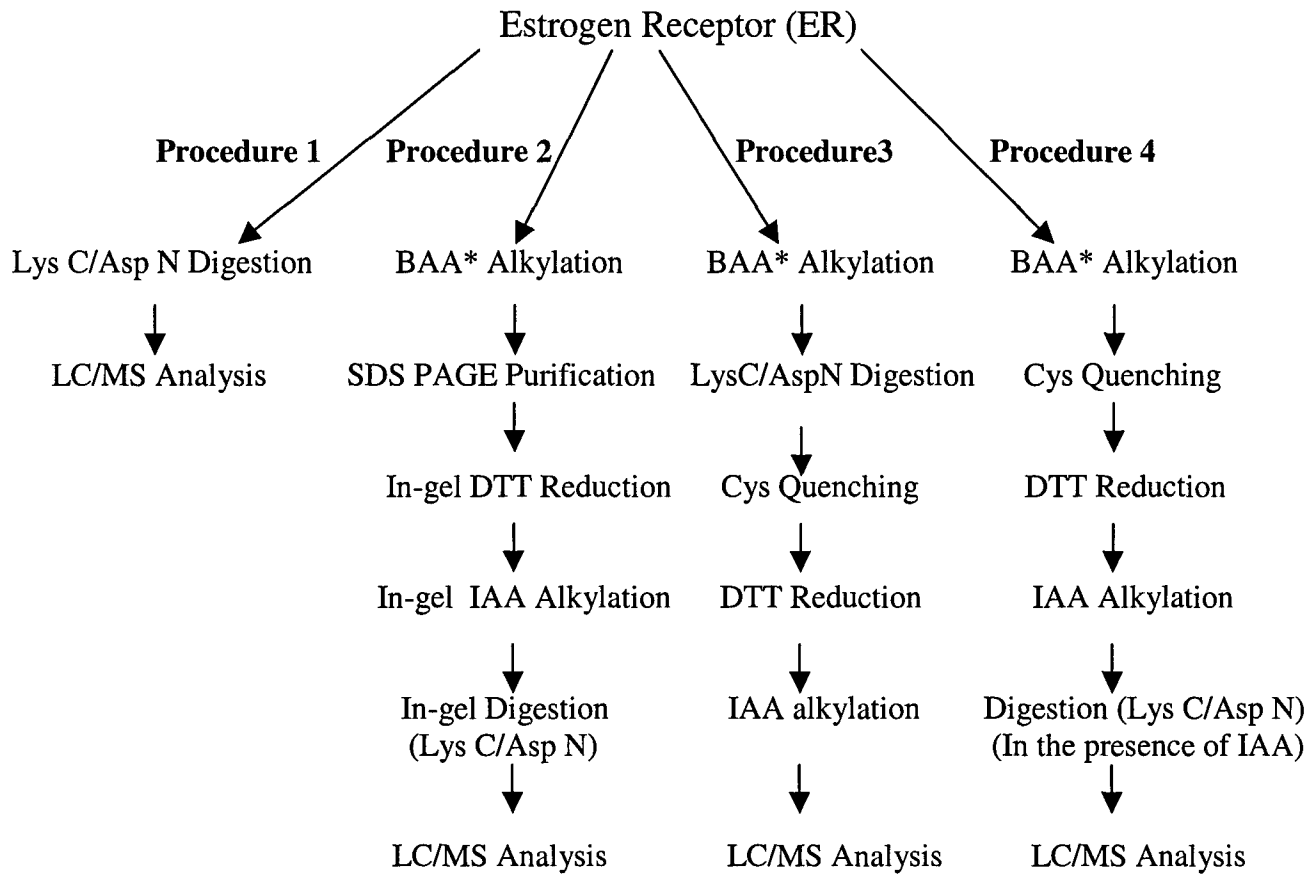 Estrogen Receptor (ER)
Procedure 1
Procedure 2
Procedure3
Procedure 4
Lys C/Asp N Digestion
BAA* Alkylation
BAA* Alkylation
BAA* Alkylation
LC/MS Analysis
SDS PAGE Purification
LysC/AspN Digestion
Cys Quenching
In-gel DTT Reduction
Cys Quenching
DTT Reduction
In-gel IAA Alkylation
DTT Reduction
IAA Alkylation
In-gel Digestion
(Lys C/Asp N)
IAA alkylation
Digestion (Lys C/Asp N)
(In the presence of IAA)
LC/MS Analysis
LC/MS Analysis
LC/MS Analysis